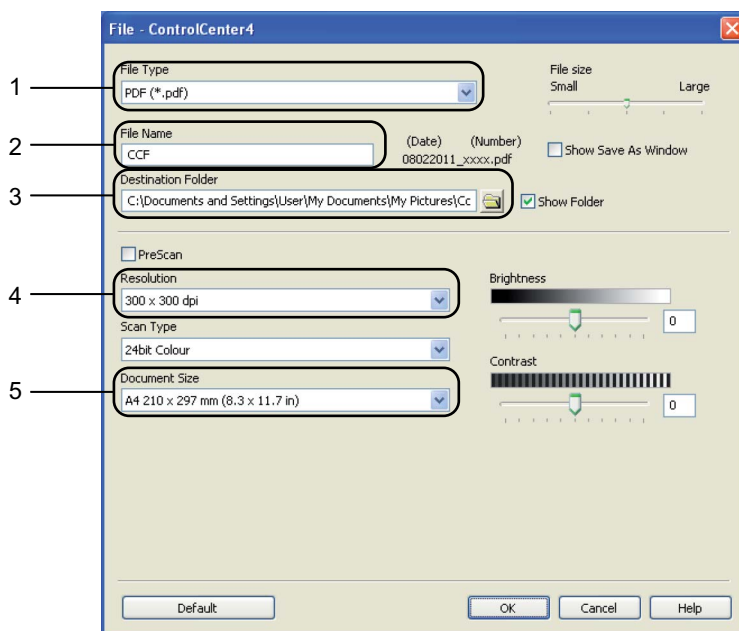 File - ControlCenter4
1
File Type
PDF (*.pdf)
File size
Small Large
2
File Name
CCF
(Date) (Number)
08022011_xxxx.pdf
Show Save As Window
3
Destination Folder
C:\Documents and Settings\User\My Documents\My Pictures\Cc
Show Folder
PreScan
4
Resolution
300 x 300 dpi
Brightness
0
Scan Type
24bit Colour
Contrast
0
5
Document Size
A4 210 x 297 mm (8.3 x 11.7 in)
Default OK Cancel Help